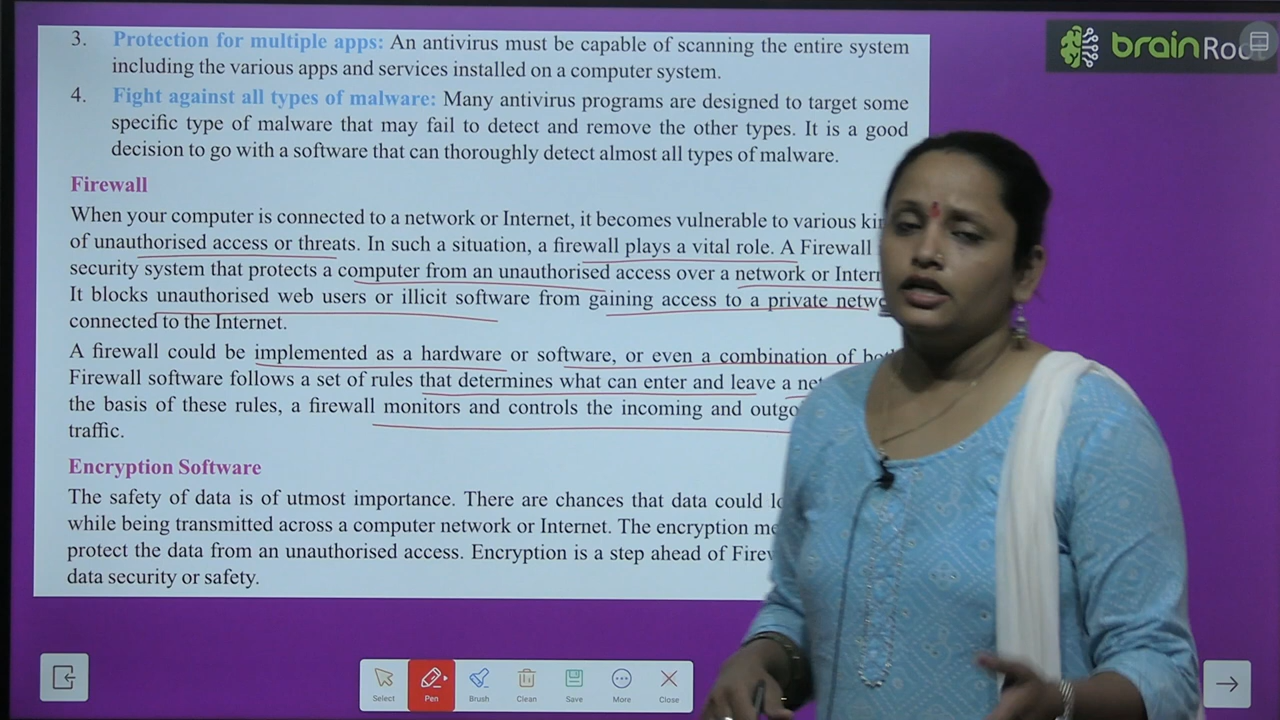 3. Protection for multiple apps: An antivirus must be capable of scanning the entire system
including the various apps and services installed on a computer system.
4. Fight against all types of malware: Many antivirus programs are designed to target some
specific type of malware that may fail to detect and remove the other types. It is a good
decision to go with a software that can thoroughly detect almost all types of malware.
Firewall
When your computer is connected to a network or Internet, it becomes vulnerable to various
of unauthorised access or threats. In such a situation, a firewall plays a vital role. A Firewall
security system that protects a computer from an unauthorised access over a network or
It blocks unauthorised web users or illicit software from gaining access to a private
connected to the Internet.
A firewall could be implemented as a hardware or software, or even a combination of
Firewall software follows a set of rules that determines what can enter and leave a
the basis of these rules, a firewall monitors and controls the incoming and
traffic.
Encryption Software
The safety of data is of utmost importance. There are chances that data could
while being transmitted across a computer network or Internet. The encryption
protect the data from an unauthorised access. Encryption is a step ahead of
data security or safety.
brain
Select Pen Brush Clean Save More Close